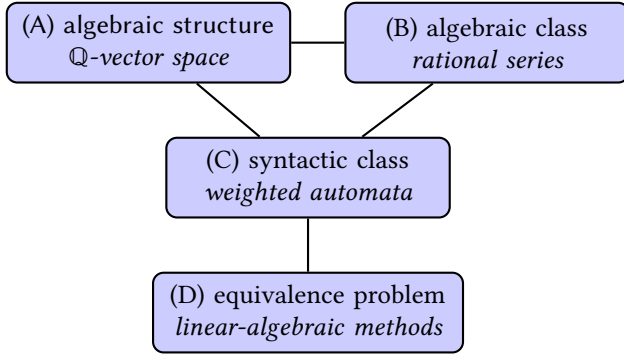 (A) algebraic structure
ℚ-vector space
(B) algebraic class
rational series
(C) syntactic class
weighted automata
(D) equivalence problem
linear-algebraic methods